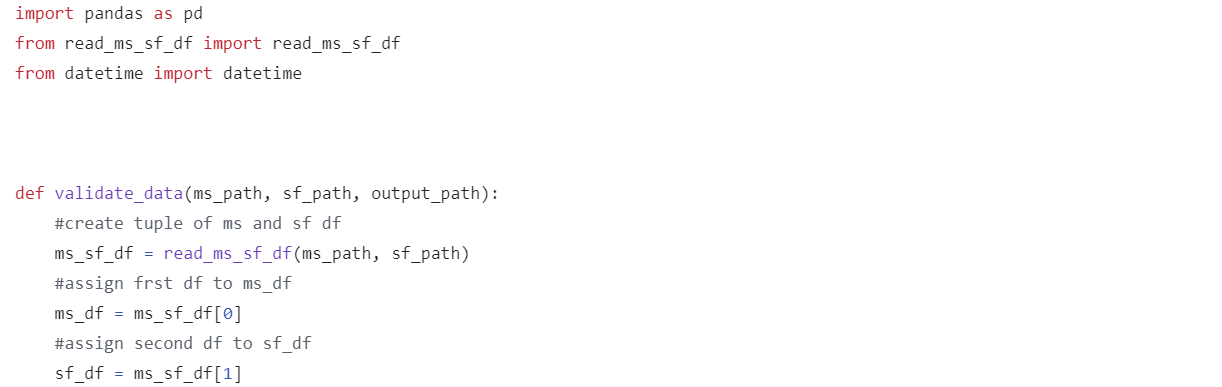 import pandas as pd
from read_ms_sf_df import read_ms_sf_df
from datetime import datetime
def validate_data(ms_path, sf_path, output_path):
    #create tuple of ms and sf df
    ms_sf_df = read_ms_sf_df(ms_path, sf_path)
    #assign frst df to ms_df
    ms_df = ms_sf_df[0]
    #assign second df to sf_df
    sf_df = ms_sf_df[1]